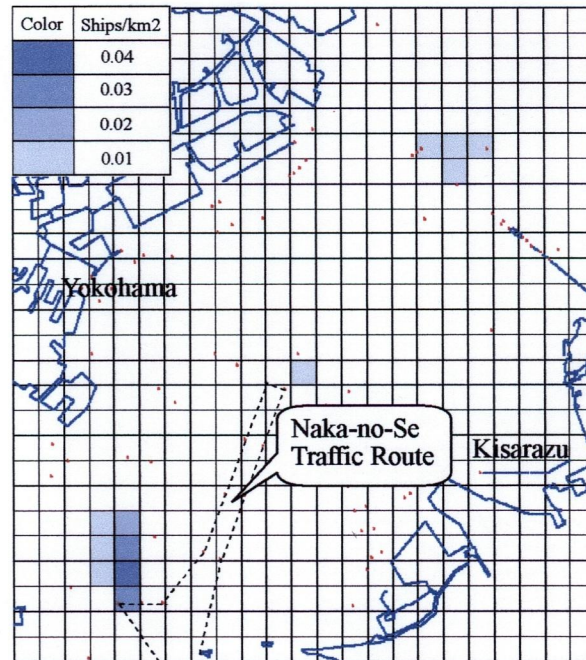 Color Ships/km2
0.04
0.03
0.02
0.01
Yokohama
Naka-no-Se
Traffic Route
Kisarazu